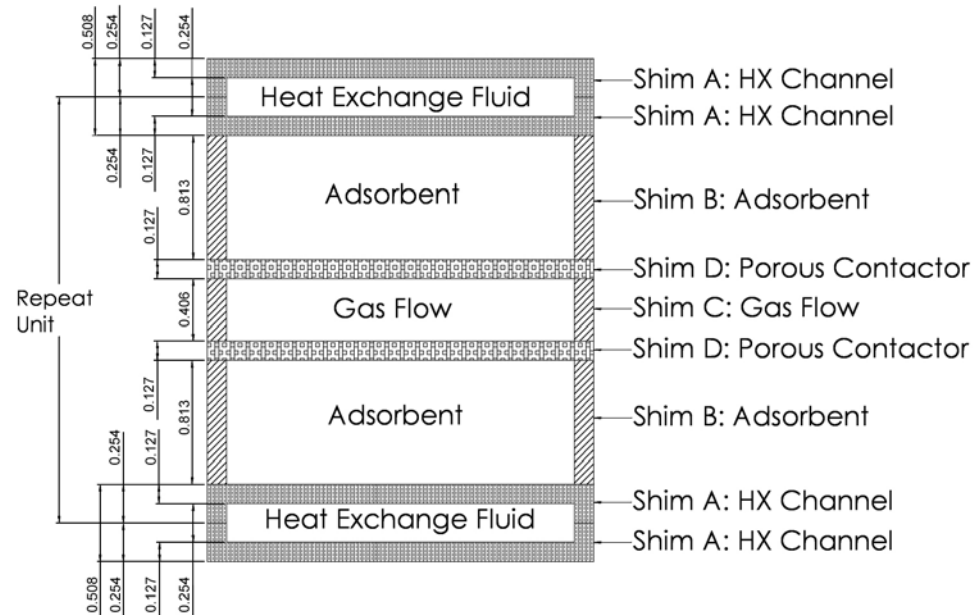 0.508
0.254
0.127
0.254
Heat Exchange Fluid
Shim A: HX Channel
Shim A: HX Channel
0.254
0.127
0.813
Adsorbent
Shim B: Adsorbent
0.127
Shim D: Porous Contactor
Repeat
Unit
0.406
Gas Flow
Shim C: Gas Flow
Shim D: Porous Contactor
0.127
0.813
Adsorbent
Shim B: Adsorbent
0.254
0.127
Shim A: HX Channel
Heat Exchange Fluid
Shim A: HX Channel
0.508
0.254
0.127
0.254